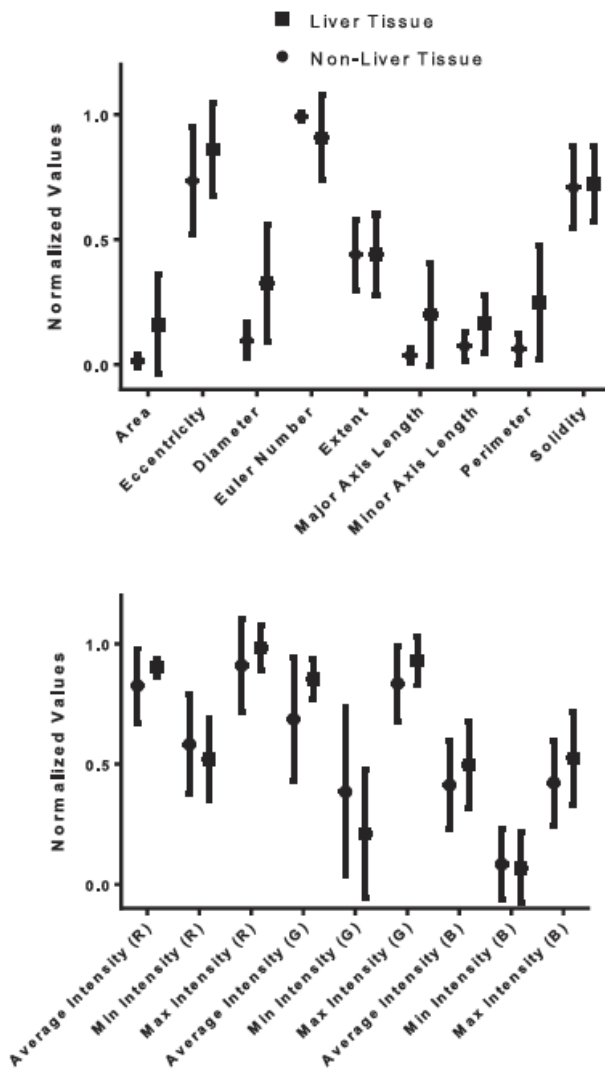 Liver Tissue
Non-Liver Tissue
Normalized Values
1.0
0.5
0.0
Area
Eccentricity
Diameter
Euler Number
Extent
Major Axis Length
Minor Axis Length
Perimeter
Solidity
Normalized Values
1.0
0.5
0.0
Average Intensity (R)
Min Intensity (R)
Max Intensity (R)
Average Intensity (G)
Min Intensity (G)
Max Intensity (G)
Average Intensity (B)
Min Intensity (B)
Max Intensity (B)